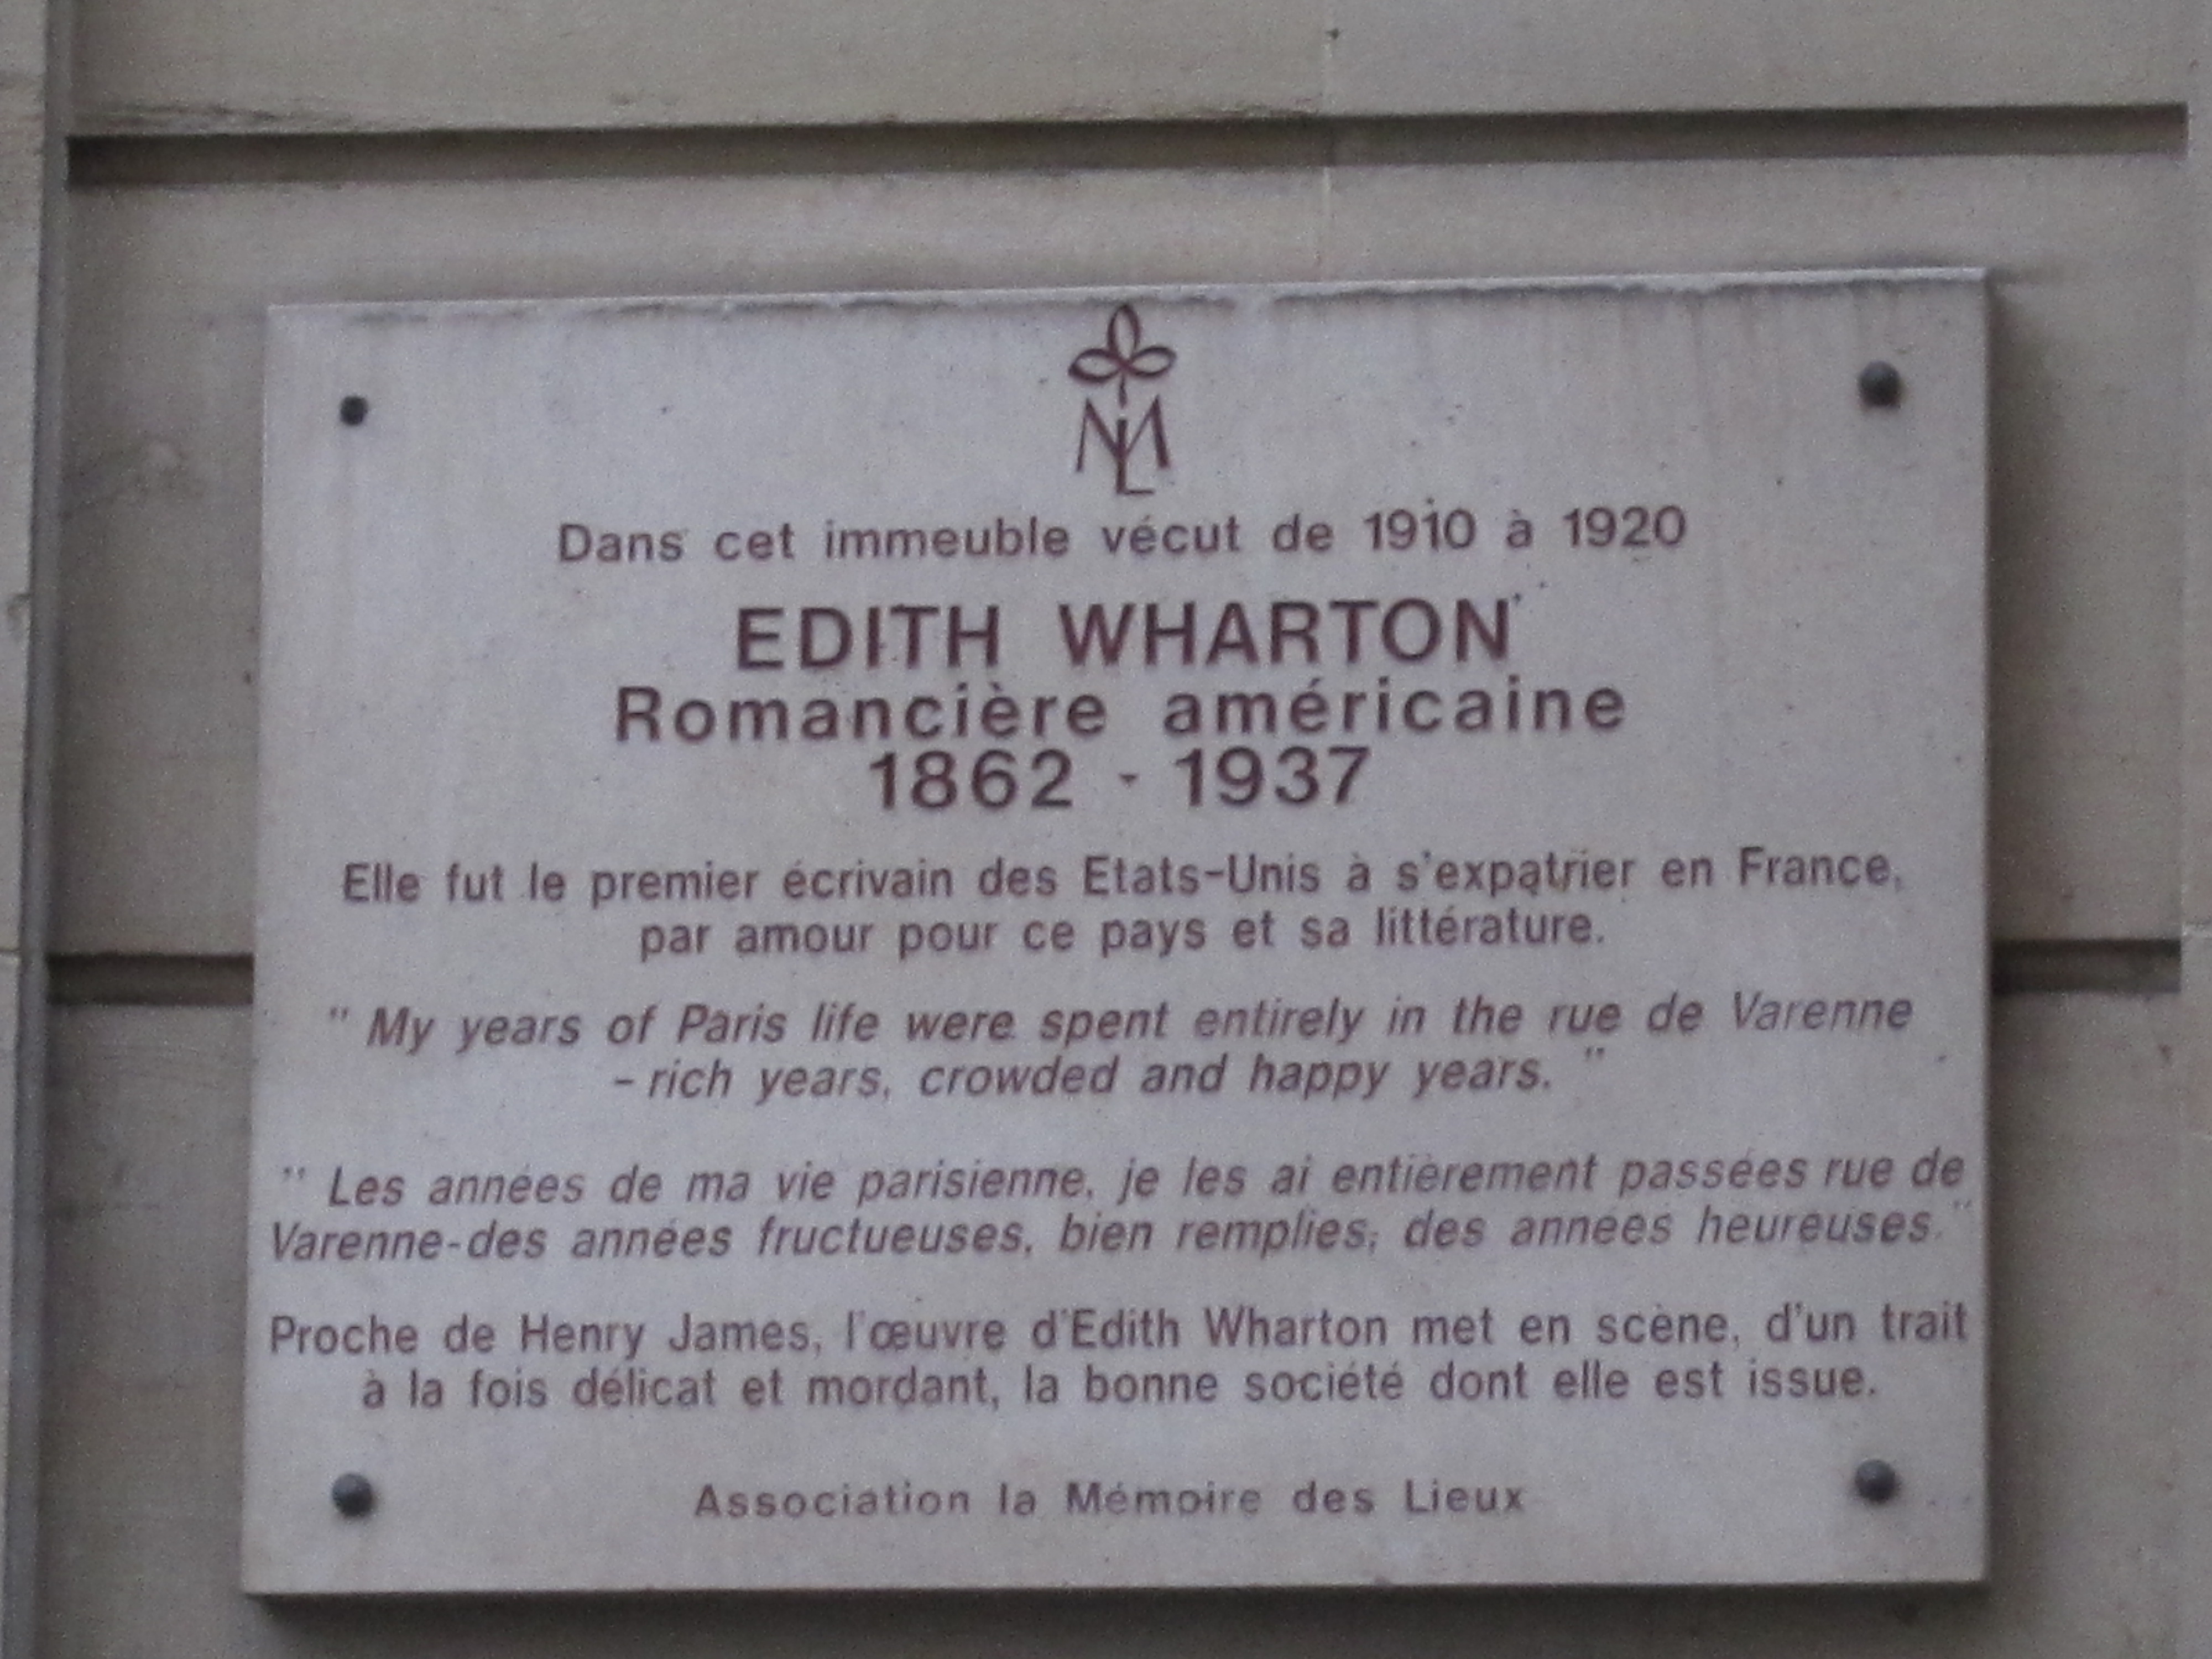 ML
Dans cet immeuble vécut de 1910 à 1920
EDITH WHARTON
Romancière américaine
1862 - 1937
Elle fut le premier écrivain des Etats-Unis à s'expatrier en France,
par amour pour ce pays et sa littérature.
" My years of Paris life were spent entirely in the rue de Varenne
- rich years, crowded and happy years. "
" Les années de ma vie parisienne, je les ai entièrement passées rue de
Varenne-des années fructueuses, bien remplies, des années heureuses."
Proche de Henry James, l'œuvre d'Edith Wharton met en scène, d'un trait
à la fois délicat et mordant, la bonne société dont elle est issue.
Association la Mémoire des Lieux